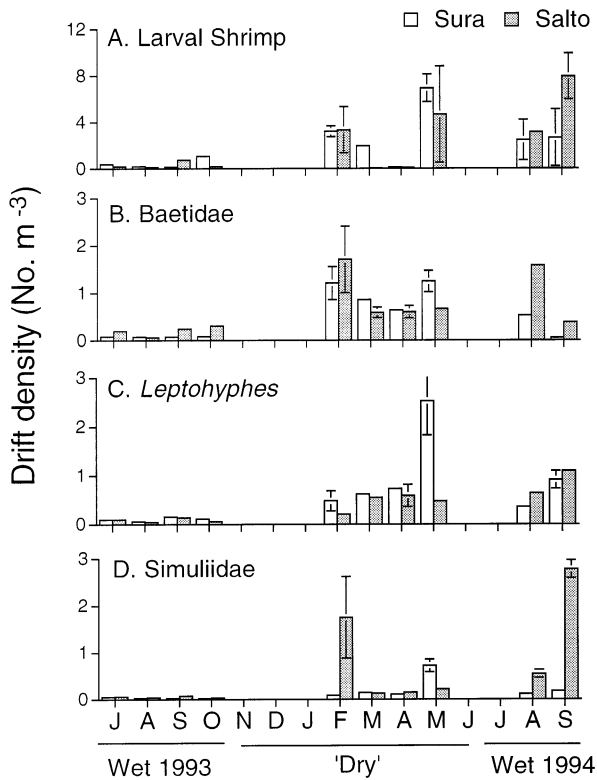 Sura Salto
A. Larval Shrimp
12
8
4
0
B. Baetidae
3
2
1
0
C. Leptohyphes
3
2
1
0
D. Simuliidae
3
2
1
0
Drift density (No. m -3)
J A S O N D J F M A M J J A S
Wet 1993 'Dry' Wet 1994